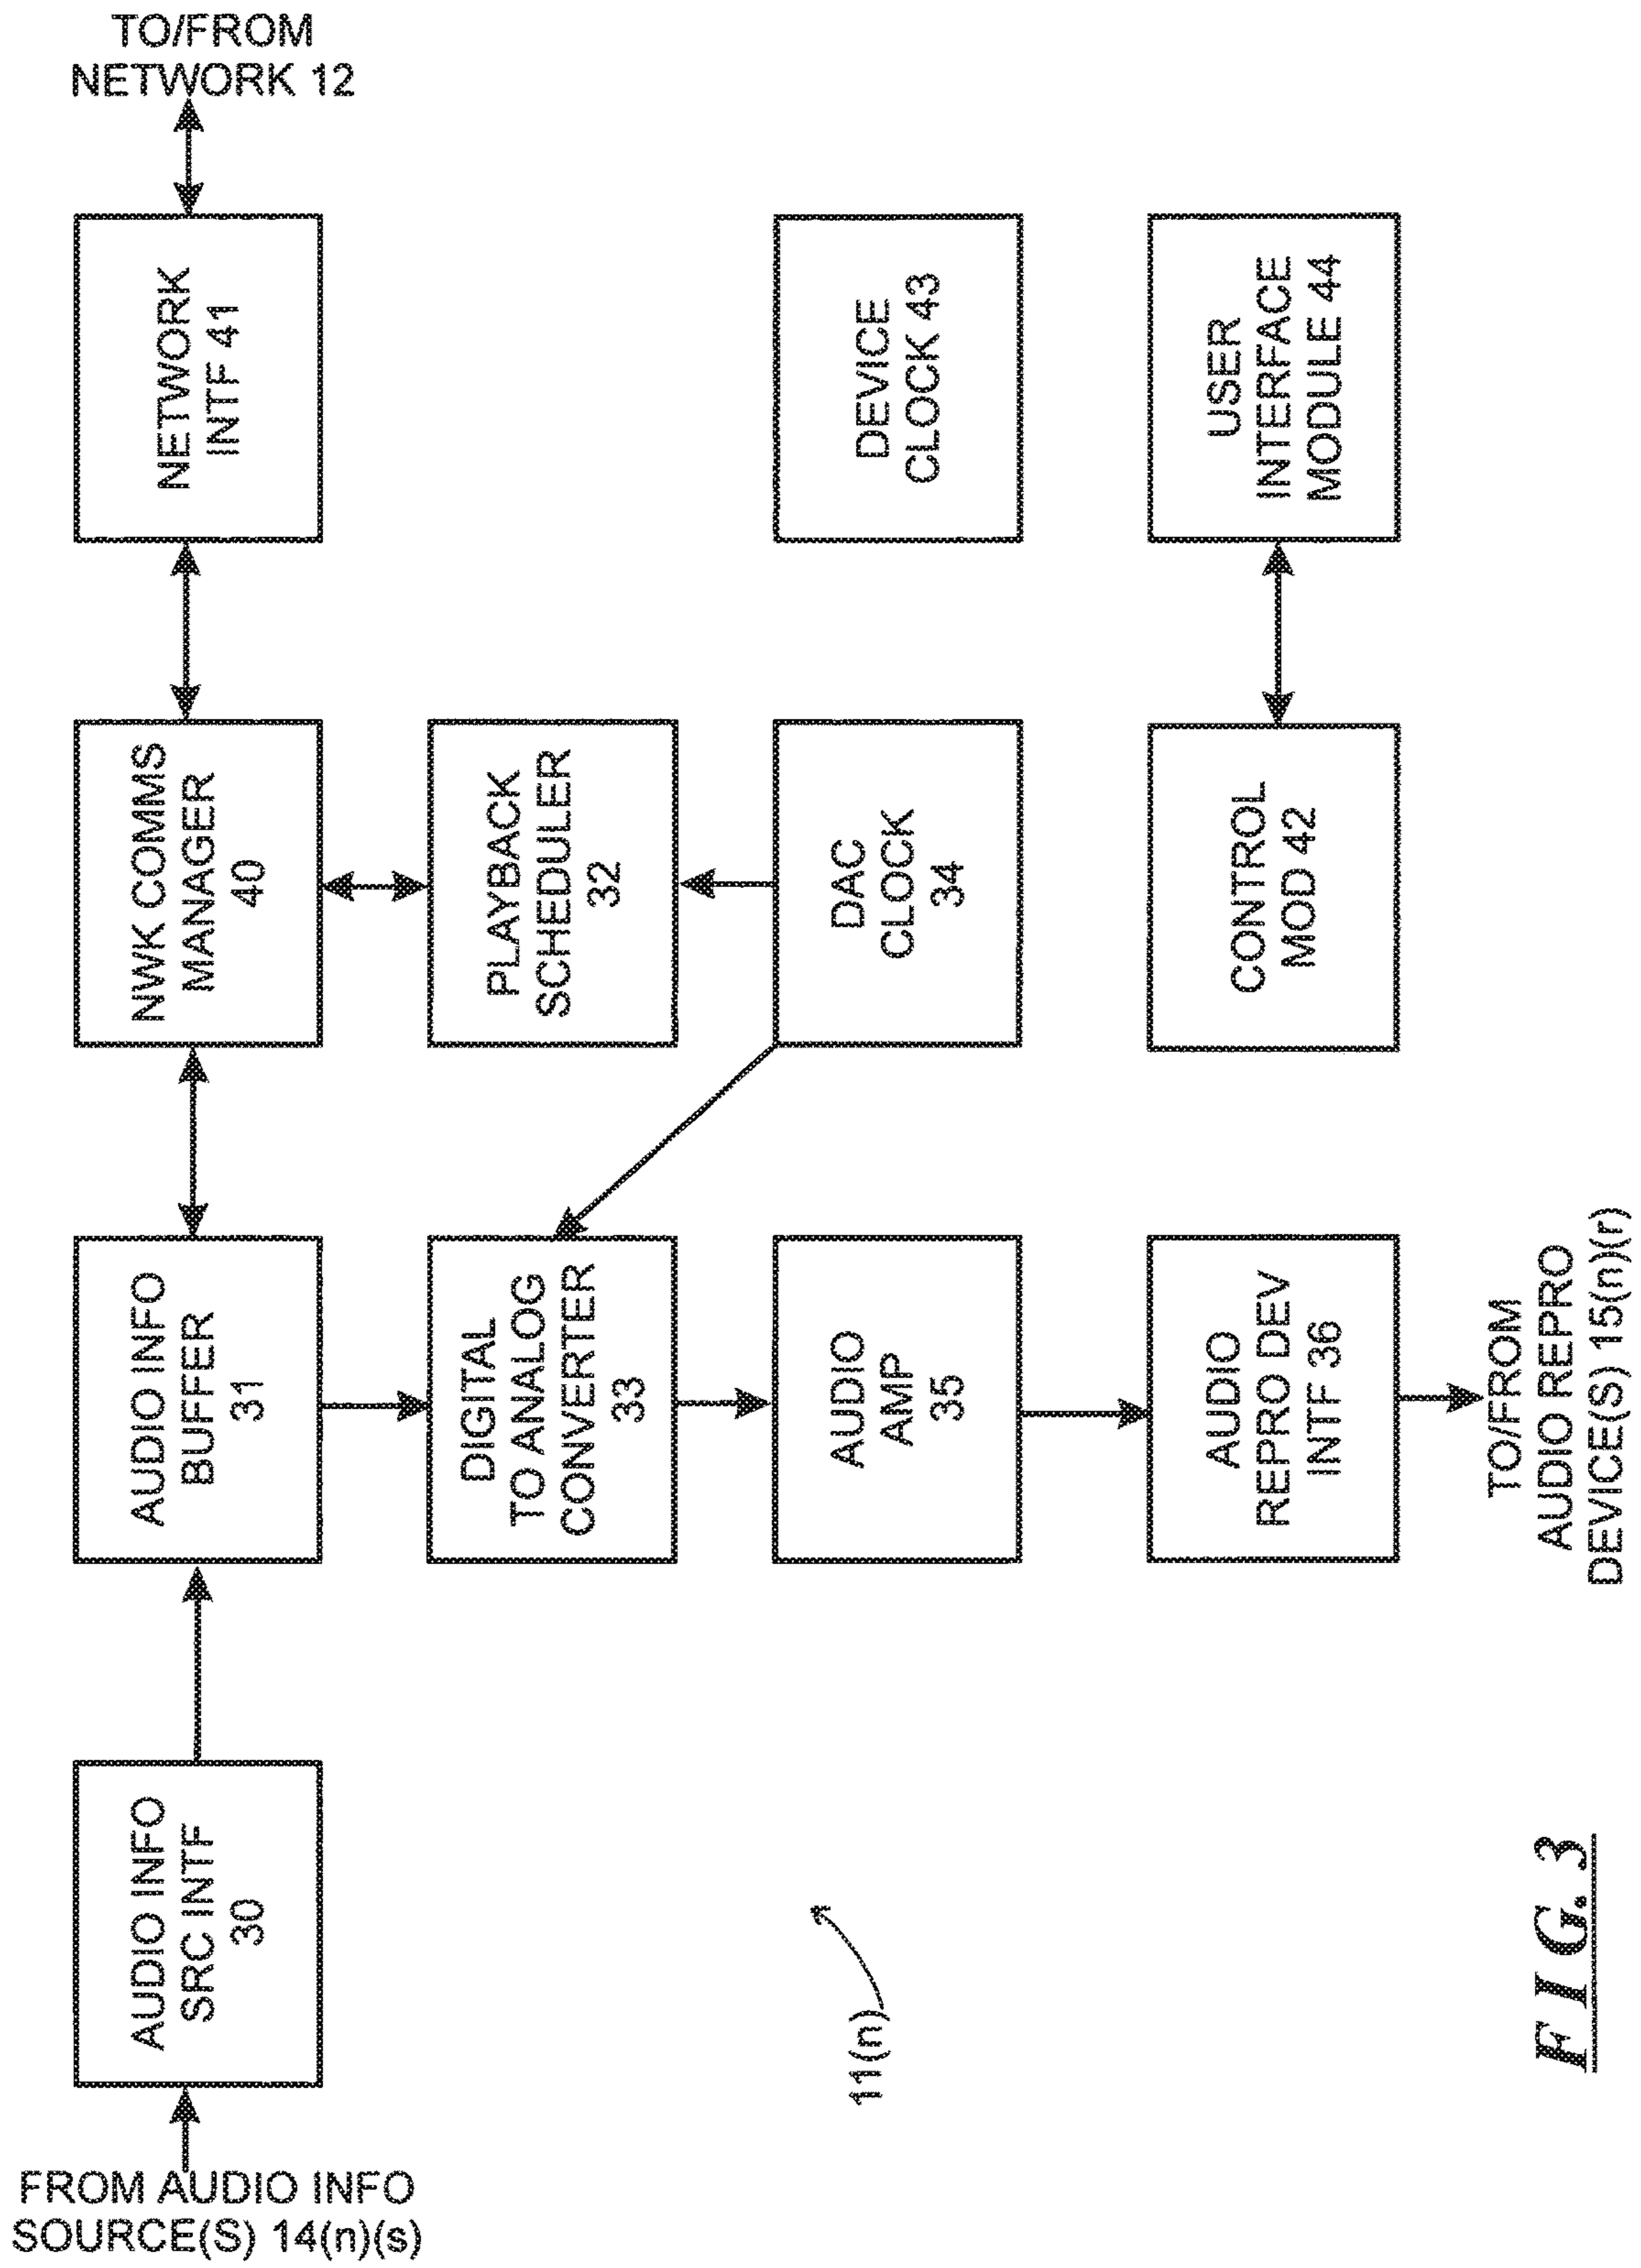 FROM AUDIO INFO
SOURCE(S) 14(n)(s)
AUDIO INFO
SRC INTF
30
AUDIO INFO
BUFFER
31
NWK COMMS
MANAGER
40
NETWORK
INTF 41
TO/FROM
NETWORK 12
DIGITAL
TO ANALOG
CONVERTER
33
PLAYBACK
SCHEDULER
32
AUDIO
AMP
35
DAC
CLOCK
34
DEVICE
CLOCK 43
AUDIO
REPRO DEV
INTF 36
CONTROL
MOD 42
USER
INTERFACE
MODULE 44
11(n)
TO/FROM
AUDIO REPRO
DEVICE(S) 15(n)(r)
FIG. 3